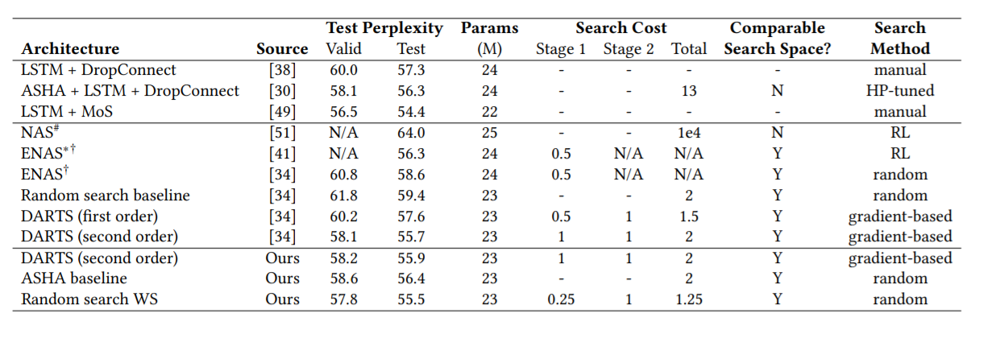 Test Perplexity Params Search Cost Comparable Search
Architecture Source Valid Test (M) Stage 1 Stage 2 Total Search Space? Method
LSTM + DropConnect [38] 60.0 57.3 24 - - - - manual
ASHA + LSTM + DropConnect [30] 58.1 56.3 24 - - 13 N HP-tuned
LSTM + MoS [49] 56.5 54.4 22 - - - - manual
NAS# [51] N/A 64.0 25 - - 1e4 N RL
ENAS*† [41] N/A 56.3 24 0.5 N/A N/A Y RL
ENAS† [34] 60.8 58.6 24 0.5 N/A N/A Y random
Random search baseline [34] 61.8 59.4 23 - - 2 Y random
DARTS (first order) [34] 60.2 57.6 23 0.5 1 1.5 Y gradient-based
DARTS (second order) [34] 58.1 55.7 23 1 1 2 Y gradient-based
DARTS (second order) Ours 58.2 55.9 23 1 1 2 Y gradient-based
ASHA baseline Ours 58.6 56.4 23 - - 2 Y random
Random search WS Ours 57.8 55.5 23 0.25 1 1.25 Y random